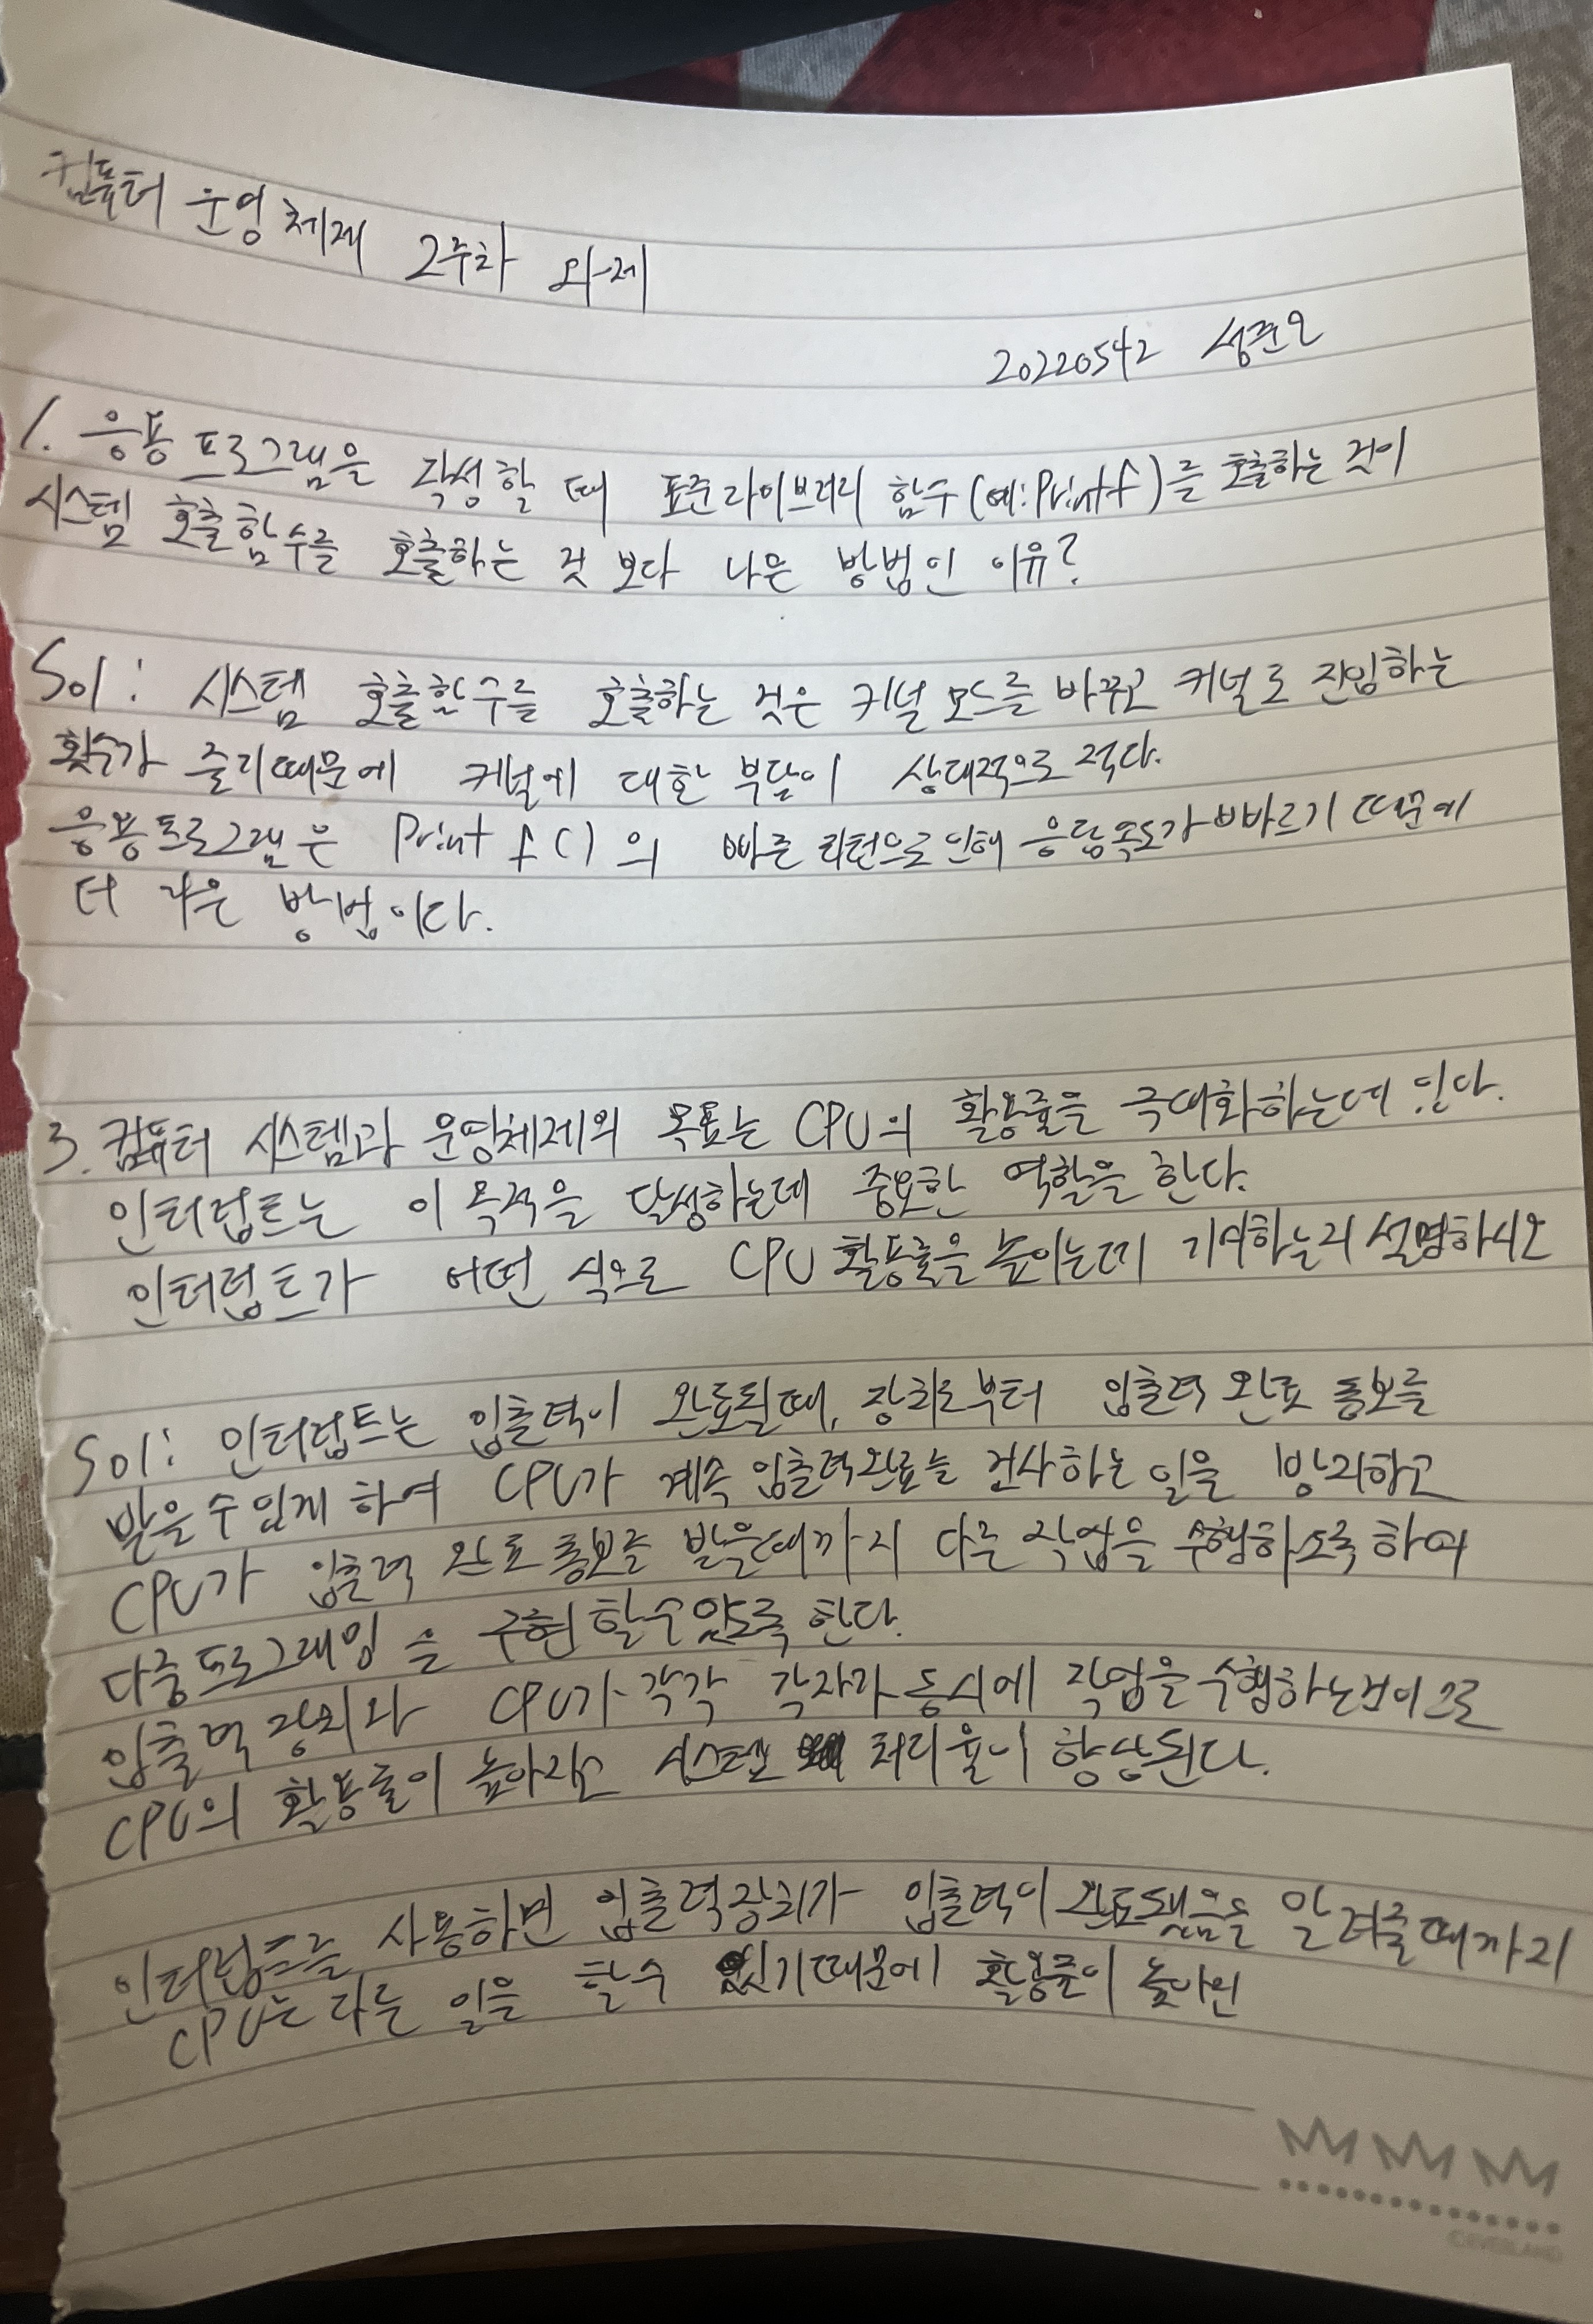 컴퓨터 운영체제 2주차 과제
20220542 성준오
1. 응용프로그램을 작성할 때 표준라이브러리 함수(예:Printf)를 호출하는 것이
시스템 호출함수를 호출하는 것 보다 나은 방법인 이유?
Sol: 시스템 호출함수를 호출하는 것은 커널 모드를 바꾸고 커널로 진입하는
횟수가 줄기때문에 커널에 대한 부담이 상대적으로 적다.
응용프로그램은 Printf()의 빠른 리턴으로 인해 응답속도가 빠르기 때문에
더 나은 방법이다.
3. 컴퓨터 시스템과 운영체제의 목표는 CPU의 활용률을 극대화하는데 있다.
인터럽트는 이 목적을 달성하는데 중요한 역할을 한다.
인터럽트가 어떤 식으로 CPU 활용률을 높이는데 기여하는지 설명하시오
Sol: 인터럽트는 입출력이 완료될때, 장치로부터 입출력 완료 통보를
받을수 있게 하여 CPU가 계속 입출력완료를 검사하는 일을 방지하고
CPU가 입출력 완료 통보를 받을때까지 다른 작업을 수행하도록 하여
다중프로그래밍을 구현할수있도록 한다.
입출력 장치와 CPU가 각각 각자가 동시에 작업을 수행하는것이므로
CPU의 활용률이 높아지고 시스템 처리율이 향상된다.
인터럽트를 사용하면 입출력장치가 입출력이 완료됐음을 알려줄때까지
CPU는 다른 일을 할수 있기때문에 활용률이 높아짐
©EVERLAND